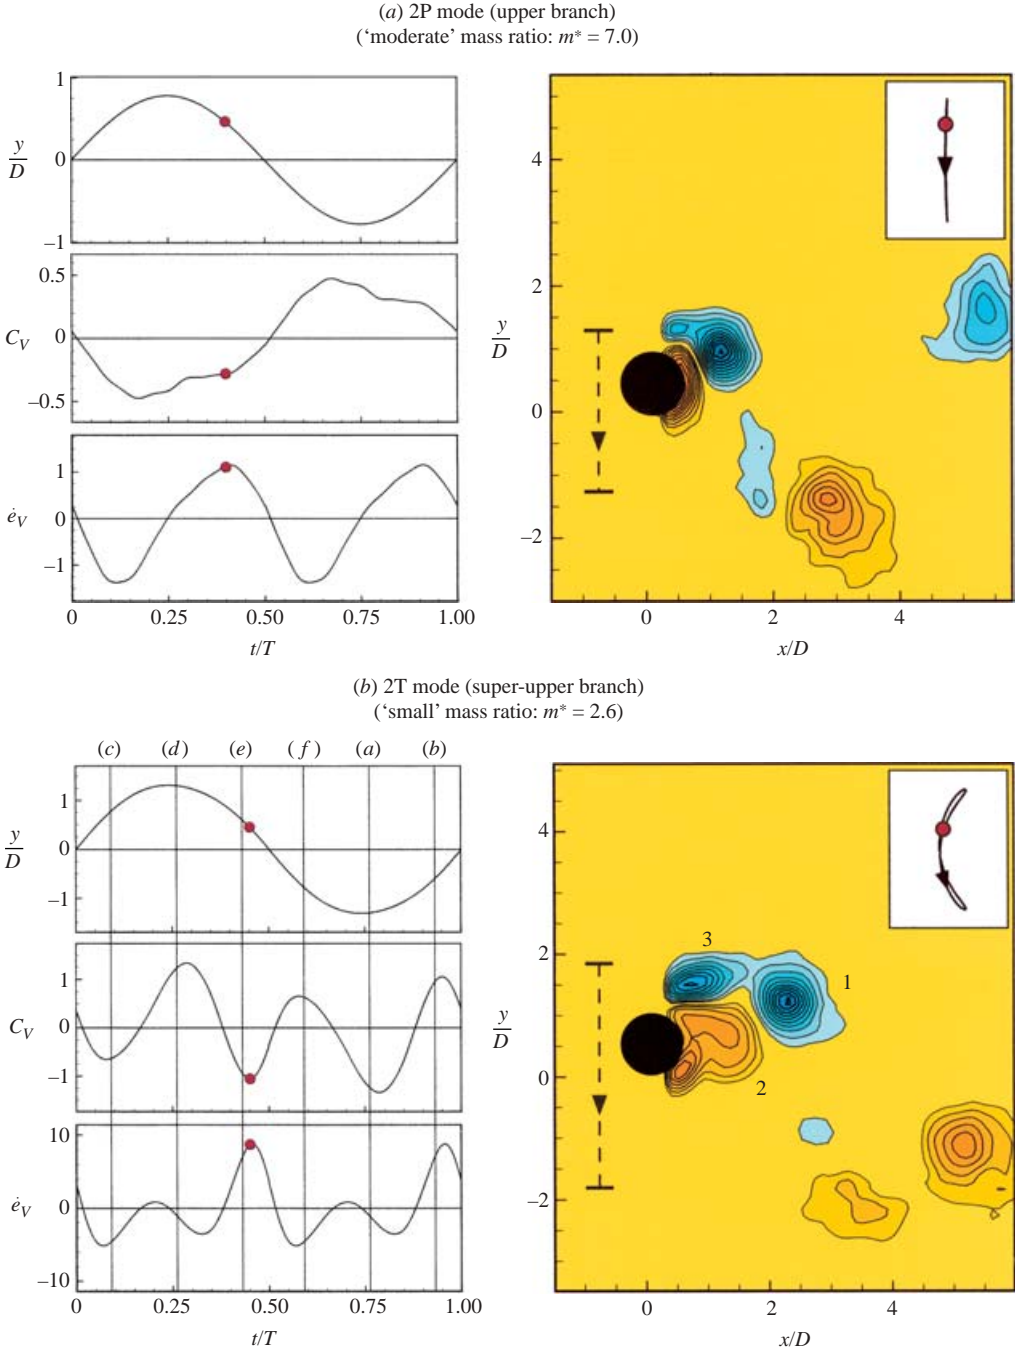 (a) 2P mode (upper branch)
('moderate' mass ratio: m* = 7.0)
1
y/D
0
–1
0.5
C_V
0
–0.5
1
ė_V
0
–1
0 0.25 0.50 0.75 1.00
t/T
4
2
y/D
0
–2
0 2 4
x/D
(b) 2T mode (super-upper branch)
('small' mass ratio: m* = 2.6)
(c) (d) (e) (f) (a) (b)
1
y/D
0
–1
1
C_V
0
–1
10
ė_V
0
–10
0 0.25 0.50 0.75 1.00
t/T
4
2
y/D
0
–2
3
1
2
0 2 4
x/D